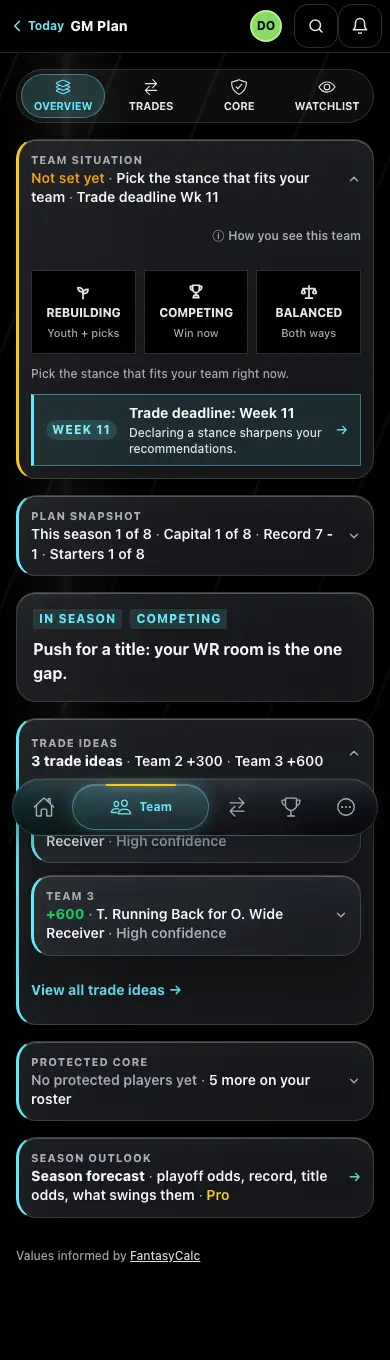 Today GM Plan DO
OVERVIEW TRADES CORE WATCHLIST
TEAM SITUATION
Not set yet · Pick the stance that fits your
team · Trade deadline Wk 11
How you see this team
REBUILDING COMPETING BALANCED
Youth + picks Win now Both ways
Pick the stance that fits your team right now.
WEEK 11
Trade deadline: Week 11
Declaring a stance sharpens your
recommendations.
PLAN SNAPSHOT
This season 1 of 8 · Capital 1 of 8 · Record 7 -
1 · Starters 1 of 8
IN SEASON COMPETING
Push for a title: your WR room is the one
gap.
TRADE IDEAS
3 trade ideas · Team 2 +300 · Team 3 +600
Team
Receiver · High confidence
TEAM 3
+600 · T. Running Back for O. Wide
Receiver · High confidence
View all trade ideas →
PROTECTED CORE
No protected players yet · 5 more on your
roster
SEASON OUTLOOK
Season forecast · playoff odds, record, title
odds, what swings them · Pro
Values informed by FantasyCalc